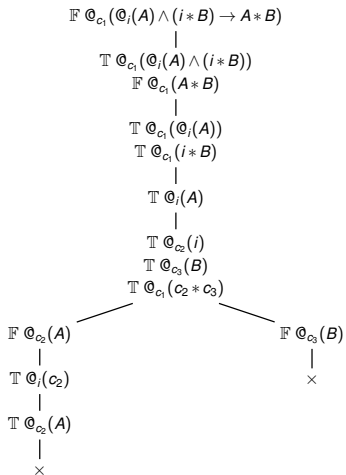 𝔽 @c₁(@ᵢ(A) ∧ (i ∗ B) → A ∗ B)
𝕋 @c₁(@ᵢ(A) ∧ (i ∗ B))
𝔽 @c₁(A ∗ B)
𝕋 @c₁(@ᵢ(A))
𝕋 @c₁(i ∗ B)
𝕋 @ᵢ(A)
𝕋 @c₂(i)
𝕋 @c₃(B)
𝕋 @c₁(c₂ ∗ c₃)
𝔽 @c₂(A)
𝔽 @c₃(B)
𝕋 @ᵢ(c₂)
×
𝕋 @c₂(A)
×